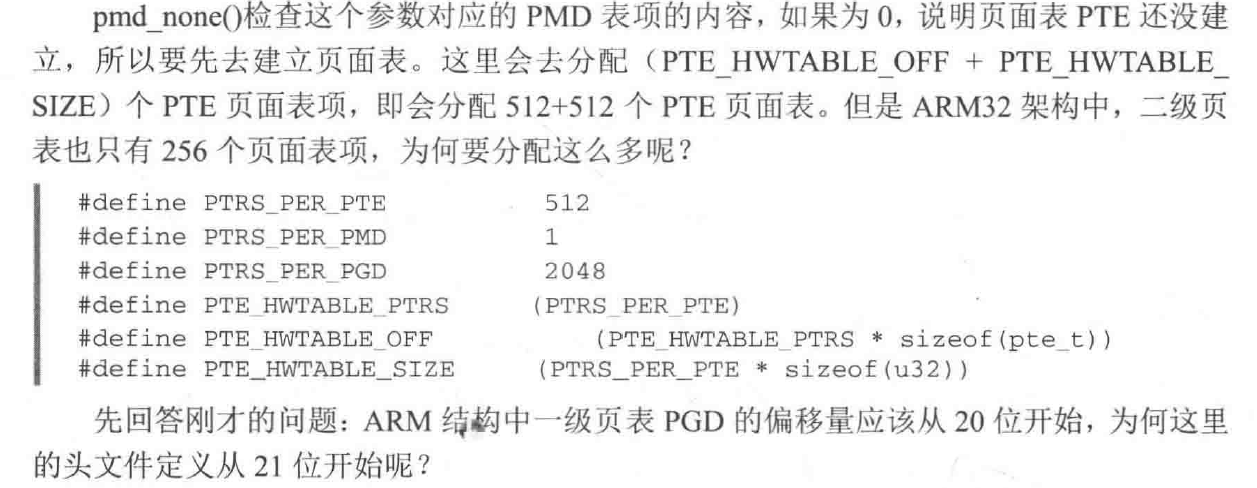 pmd_none()检查这个参数对应的 PMD 表项的内容，如果为 0，说明页面表 PTE 还没建
立，所以要先去建立页面表。这里会去分配（PTE_HWTABLE_OFF + PTE_HWTABLE_
SIZE）个 PTE 页面表项，即会分配 512+512 个 PTE 页面表。但是 ARM32 架构中，二级页
表也只有 256 个页面表项，为何要分配这么多呢？
#define PTRS_PER_PTE 512
#define PTRS_PER_PMD 1
#define PTRS_PER_PGD 2048
#define PTE_HWTABLE_PTRS (PTRS_PER_PTE)
#define PTE_HWTABLE_OFF (PTE_HWTABLE_PTRS * sizeof(pte_t))
#define PTE_HWTABLE_SIZE (PTRS_PER_PTE * sizeof(u32))
先回答刚才的问题：ARM 结构中一级页表 PGD 的偏移量应该从 20 位开始，为何这里
的头文件定义从 21 位开始呢？